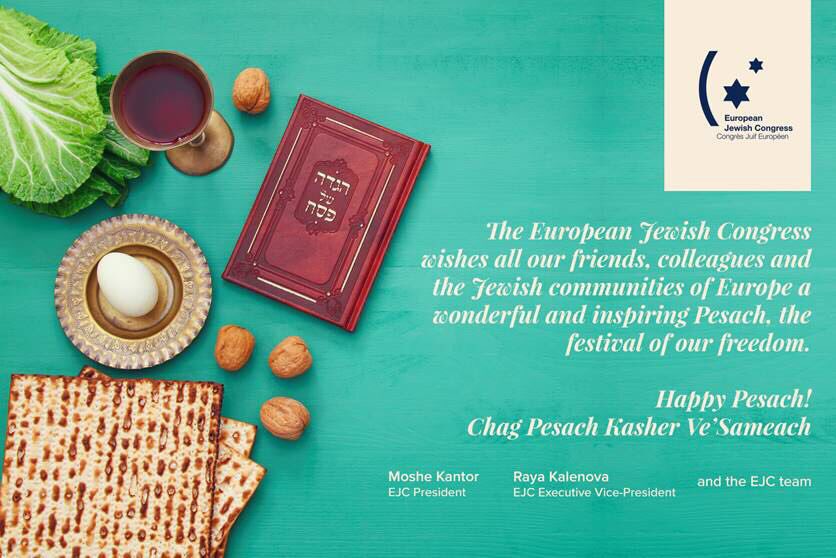 הגדה
של
פסח
European
Jewish Congress
Congrès Juif Européen
The European Jewish Congress
wishes all our friends, colleagues and
the Jewish communities of Europe a
wonderful and inspiring Pesach, the
festival of our freedom.
Happy Pesach!
Chag Pesach Kasher Ve'Sameach
Moshe Kantor
EJC President
Raya Kalenova
EJC Executive Vice-President
and the EJC team